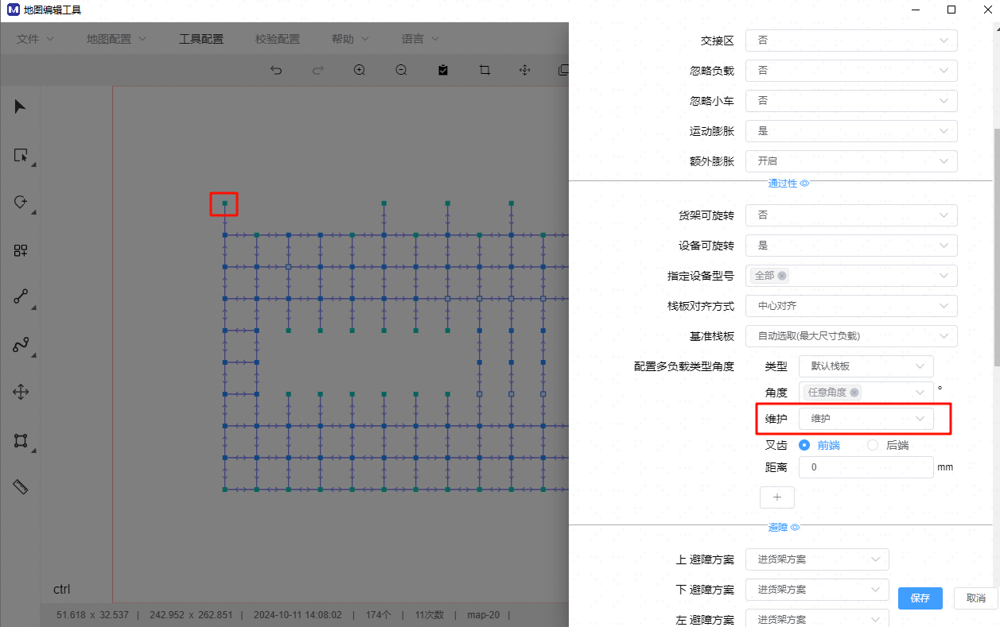 地图编辑工具
文件 地图配置 工具配置 校验配置 帮助 语言
交接区 否
忽略负载 否
忽略小车 否
运动膨胀 是
额外膨胀 开启
通过性
货架可旋转 否
设备可旋转 是
指定设备型号 全部
栈板对齐方式 中心对齐
基准栈板 自动选取(最大尺寸负载)
配置多负载类型角度 类型 默认栈板
角度 任意角度 °
维护 维护
叉齿 前端 后端
距离 0 mm
+
避障
上 避障方案 进货架方案
下 避障方案 进货架方案
左 避障方案 进货架方案
保存 取消
ctrl
51.618 x 32.537 | 242.952 x 262.851 | 2024-10-11 14:08:02 | 174个 | 11次数 | map-20 |